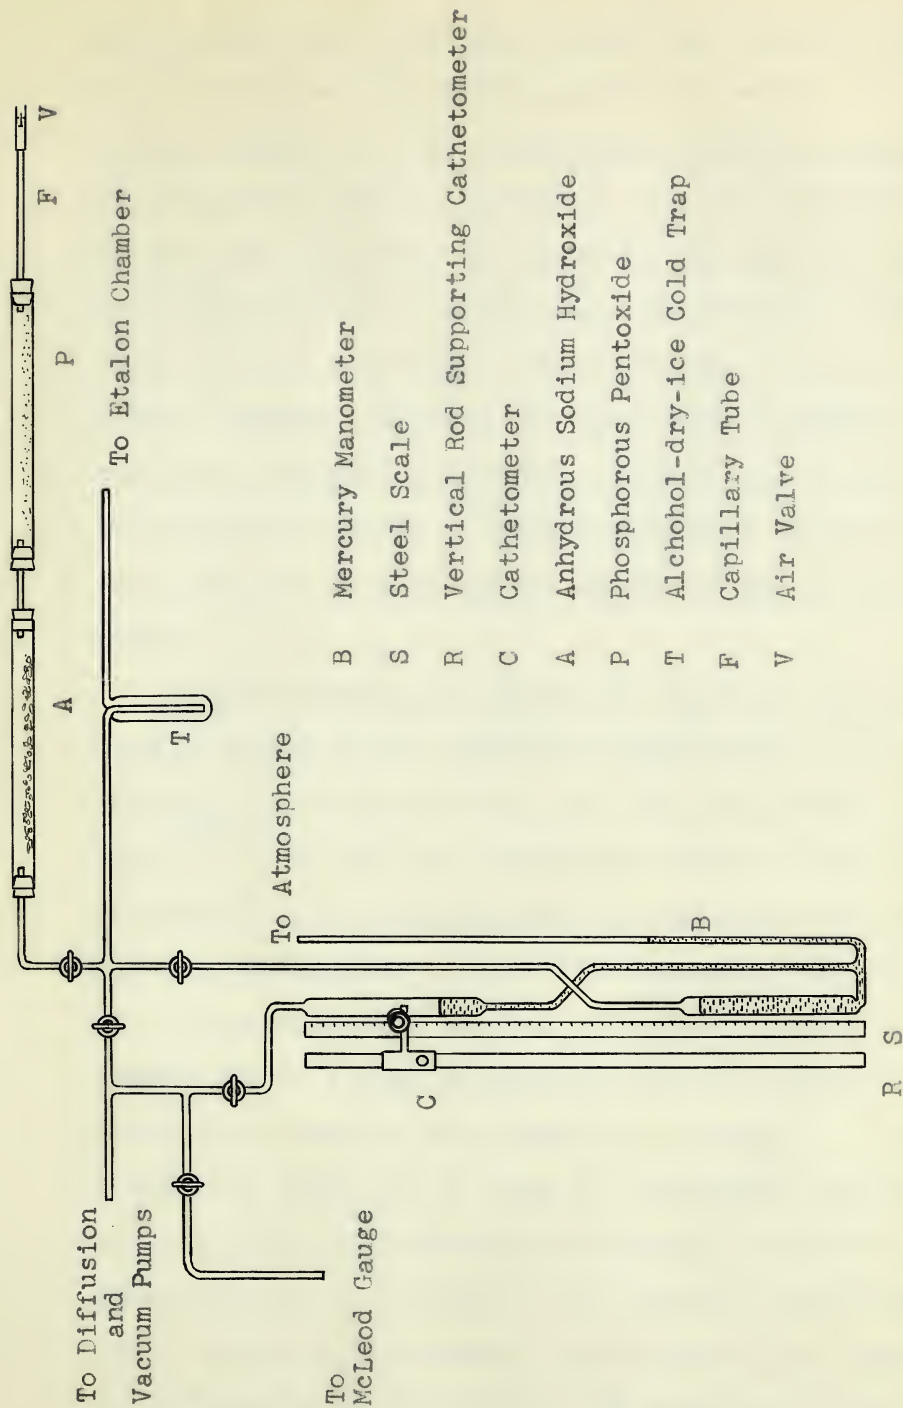 V
F
P
A
To Etalon Chamber
T
To Atmosphere
To Diffusion
and
Vacuum Pumps
To
McLeod Gauge
C
B
R
S
B Mercury Manometer
S Steel Scale
R Vertical Rod Supporting Cathetometer
C Cathetometer
A Anhydrous Sodium Hydroxide
P Phosphorous Pentoxide
T Alchohol-dry-ice Cold Trap
F Capillary Tube
V Air Valve